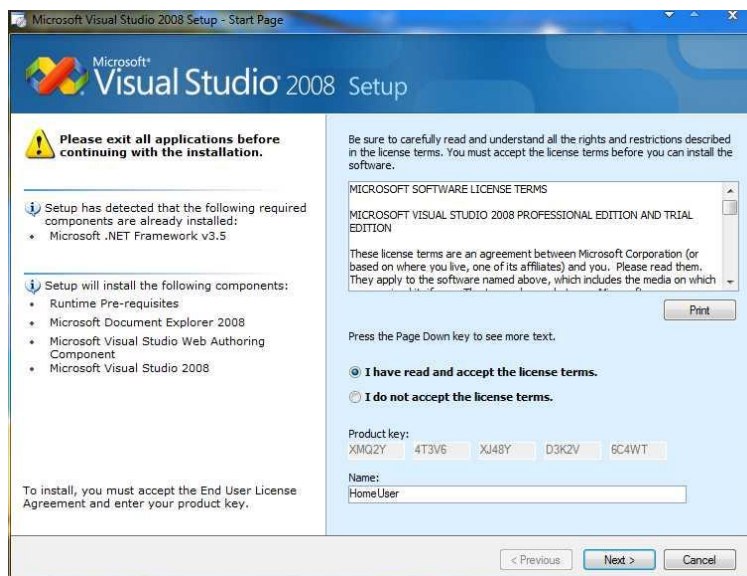 Microsoft Visual Studio 2008 Setup - Start Page
Microsoft®
Visual Studio® 2008 Setup
Please exit all applications before
continuing with the installation.
Setup has detected that the following required
components are already installed:
• Microsoft .NET Framework v3.5
Setup will install the following components:
• Runtime Pre-requisites
• Microsoft Document Explorer 2008
• Microsoft Visual Studio Web Authoring
Component
• Microsoft Visual Studio 2008
To install, you must accept the End User License
Agreement and enter your product key.
Be sure to carefully read and understand all the rights and restrictions described
in the license terms. You must accept the license terms before you can install the
software.
MICROSOFT SOFTWARE LICENSE TERMS
MICROSOFT VISUAL STUDIO 2008 PROFESSIONAL EDITION AND TRIAL
EDITION
These license terms are an agreement between Microsoft Corporation (or
based on where you live, one of its affiliates) and you. Please read them.
They apply to the software named above, which includes the media on which
Print
Press the Page Down key to see more text.
I have read and accept the license terms.
I do not accept the license terms.
Product key:
XMQ2Y 4T3V6 XJ48Y D3K2V 6C4WT
Name:
HomeUser
< Previous Next > Cancel